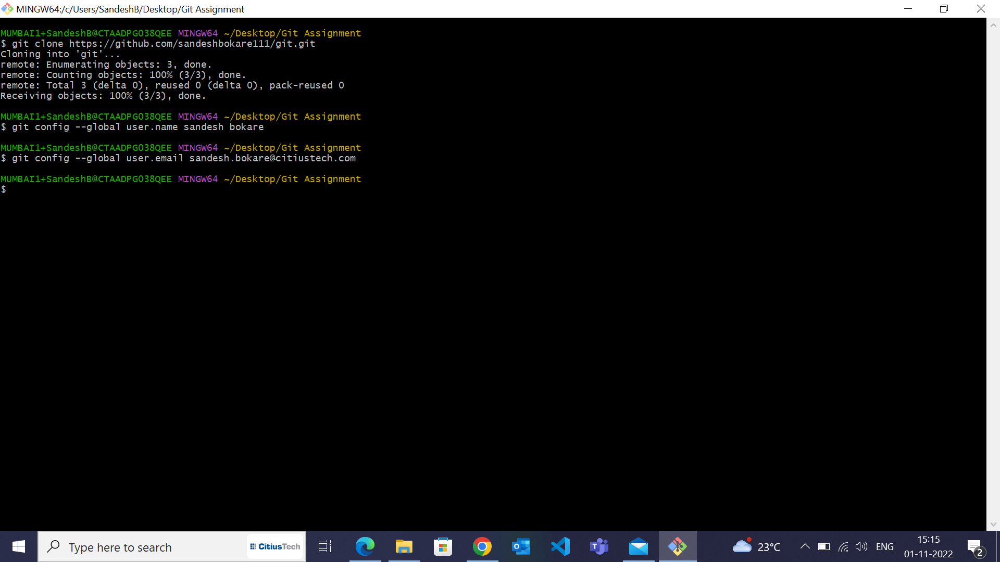 MINGW64:/c/Users/SandeshB/Desktop/Git Assignment
MUMBAI1+SandeshB@CTAADPG038QEE MINGW64 ~/Desktop/Git Assignment
$ git clone https://github.com/sandeshbokare111/git.git
Cloning into 'git'...
remote: Enumerating objects: 3, done.
remote: Counting objects: 100% (3/3), done.
remote: Total 3 (delta 0), reused 0 (delta 0), pack-reused 0
Receiving objects: 100% (3/3), done.
MUMBAI1+SandeshB@CTAADPG038QEE MINGW64 ~/Desktop/Git Assignment
$ git config --global user.name sandesh bokare
MUMBAI1+SandeshB@CTAADPG038QEE MINGW64 ~/Desktop/Git Assignment
$ git config --global user.email sandesh.bokare@citiustech.com
MUMBAI1+SandeshB@CTAADPG038QEE MINGW64 ~/Desktop/Git Assignment
$
Type here to search
CitiusTech
23°C
ENG
15:15
01-11-2022
2